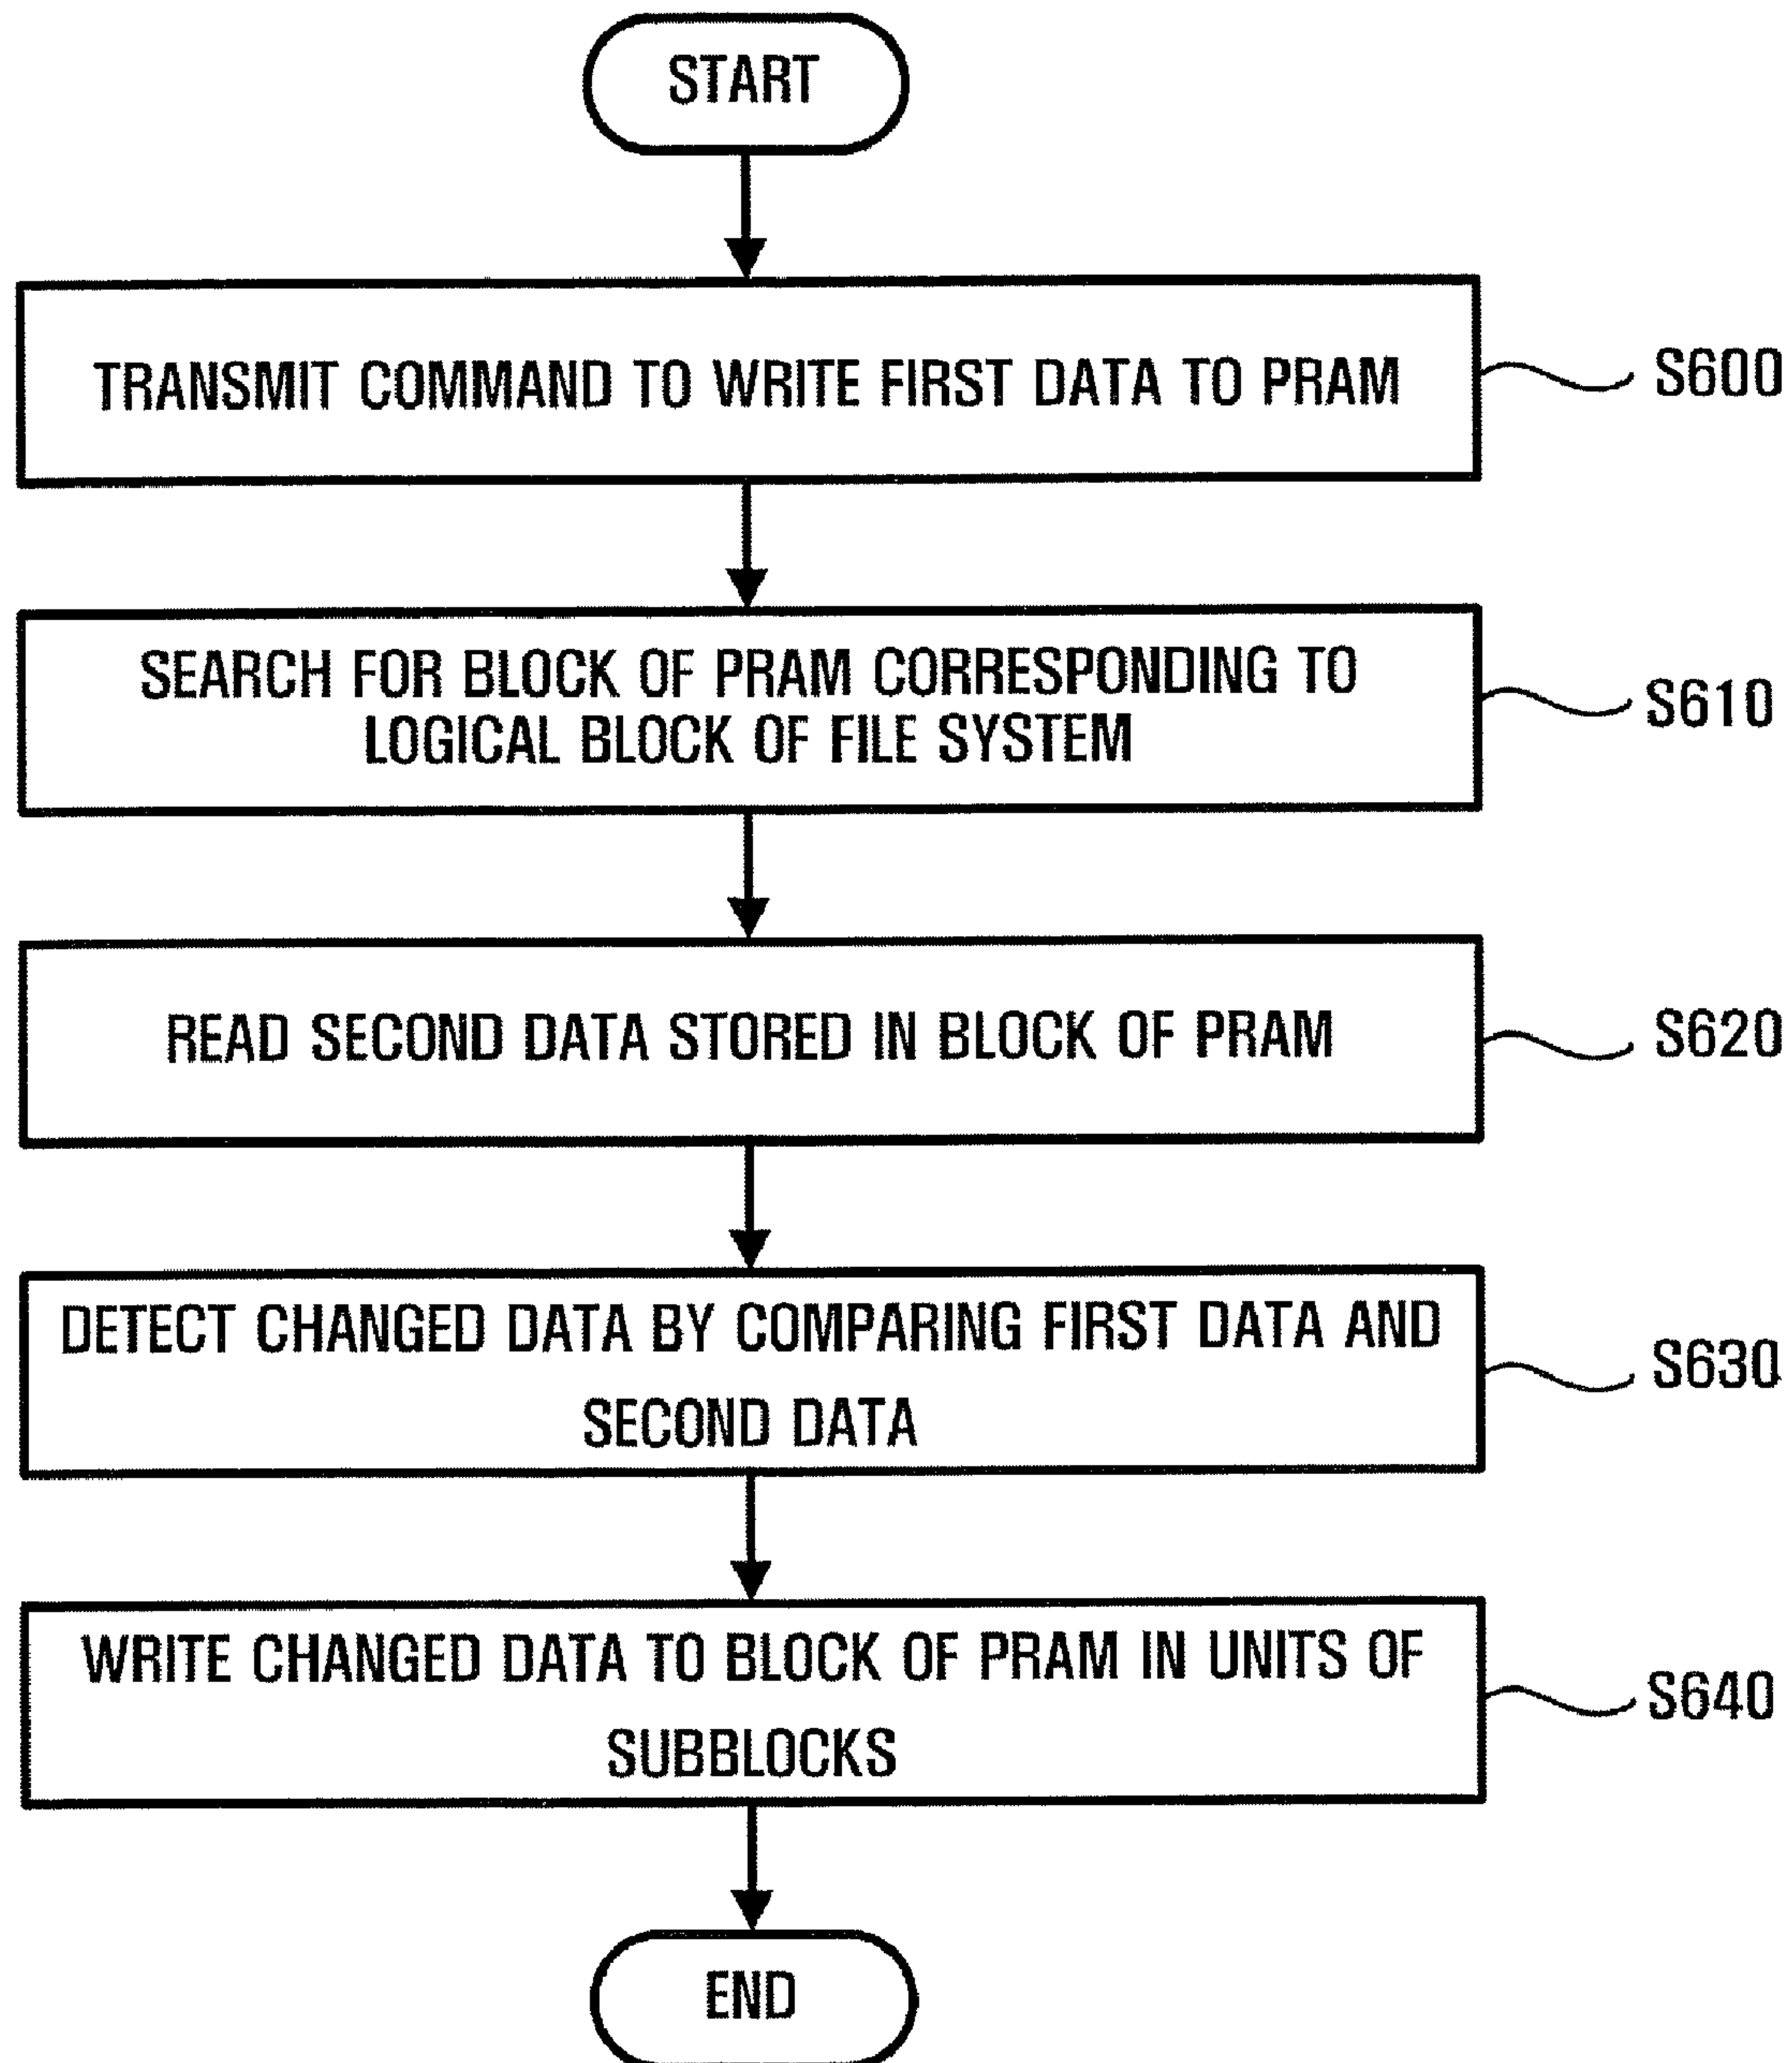 START
TRANSMIT COMMAND TO WRITE FIRST DATA TO PRAM
S600
SEARCH FOR BLOCK OF PRAM CORRESPONDING TO
LOGICAL BLOCK OF FILE SYSTEM
S610
READ SECOND DATA STORED IN BLOCK OF PRAM
S620
DETECT CHANGED DATA BY COMPARING FIRST DATA AND
SECOND DATA
S630
WRITE CHANGED DATA TO BLOCK OF PRAM IN UNITS OF
SUBBLOCKS
S640
END